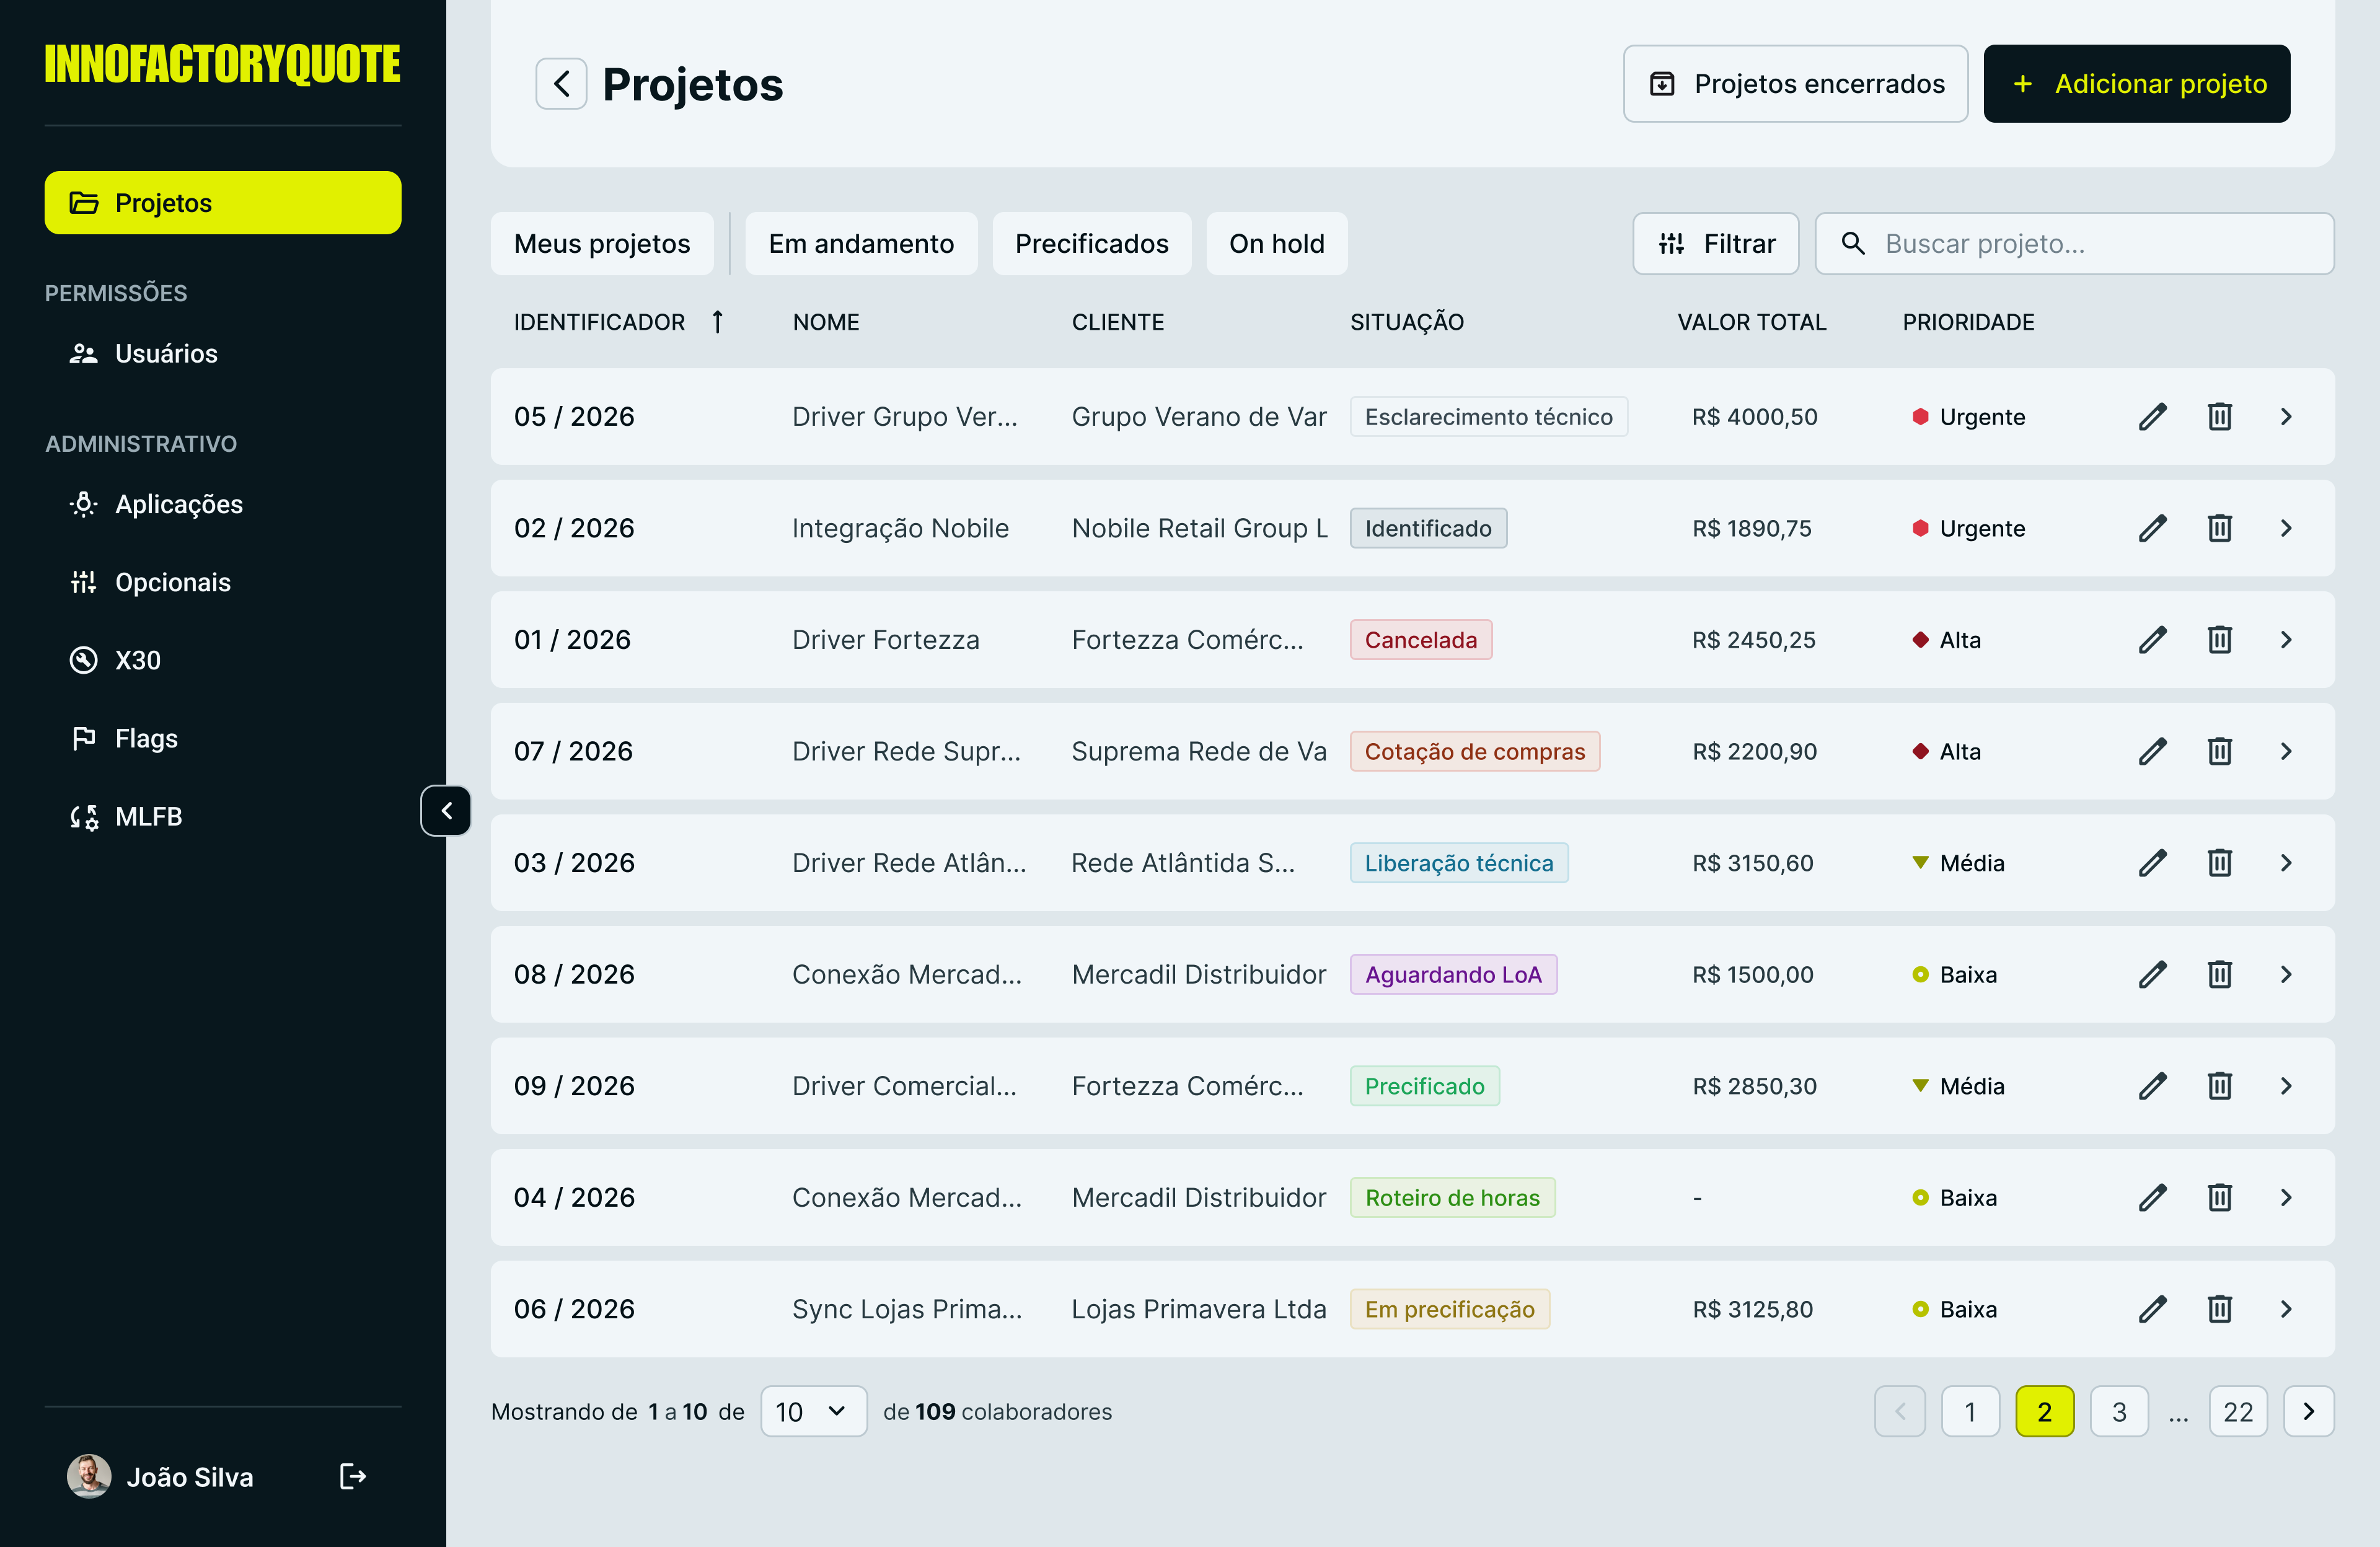 INNOFACTORYQUOTE
Projetos
PERMISSÕES
Usuários
ADMINISTRATIVO
Aplicações
Opcionais
X30
Flags
MLFB
João Silva
Projetos
Projetos encerrados
+ Adicionar projeto
Meus projetos
Em andamento
Precificados
On hold
Filtrar
Buscar projeto...
IDENTIFICADOR ↑ NOME CLIENTE SITUAÇÃO VALOR TOTAL PRIORIDADE
05 / 2026 Driver Grupo Ver... Grupo Verano de Var Esclarecimento técnico R$ 4000,50 Urgente
02 / 2026 Integração Nobile Nobile Retail Group L Identificado R$ 1890,75 Urgente
01 / 2026 Driver Fortezza Fortezza Comérc... Cancelada R$ 2450,25 Alta
07 / 2026 Driver Rede Supr... Suprema Rede de Va Cotação de compras R$ 2200,90 Alta
03 / 2026 Driver Rede Atlân... Rede Atlântida S... Liberação técnica R$ 3150,60 Média
08 / 2026 Conexão Mercad... Mercadil Distribuidor Aguardando LoA R$ 1500,00 Baixa
09 / 2026 Driver Comercial... Fortezza Comérc... Precificado R$ 2850,30 Média
04 / 2026 Conexão Mercad... Mercadil Distribuidor Roteiro de horas - Baixa
06 / 2026 Sync Lojas Prima... Lojas Primavera Ltda Em precificação R$ 3125,80 Baixa
Mostrando de 1 a 10 de 10 de 109 colaboradores
1 2 3 ... 22